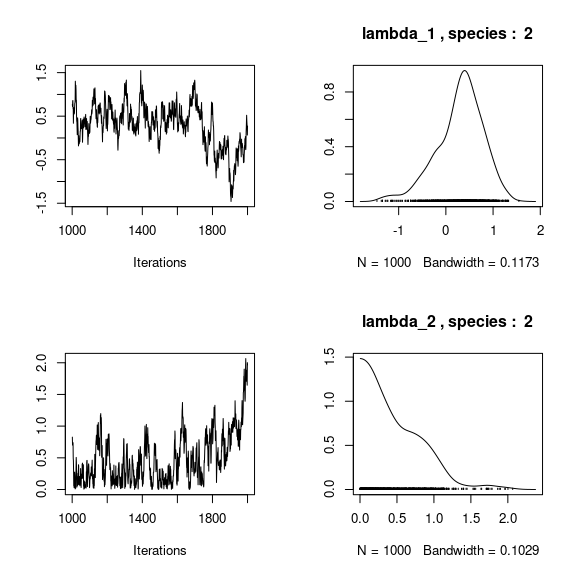 lambda_1 , species : 2
1.5
0.5
-0.5
-1.5
1000 1400 1800
Iterations
0.8
0.4
0.0
-1 0 1 2
N = 1000 Bandwidth = 0.1173
lambda_2 , species : 2
2.0
1.5
1.0
0.5
0.0
1000 1400 1800
Iterations
1.5
1.0
0.5
0.0
0.0 0.5 1.0 2.0
N = 1000 Bandwidth = 0.1029